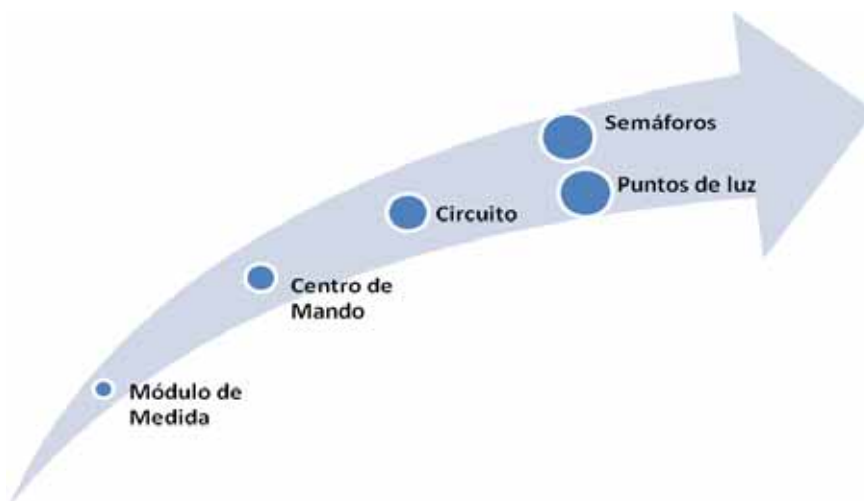 Semáforos
Puntos de luz
Circuito
Centro de
Mando
Módulo de
Medida